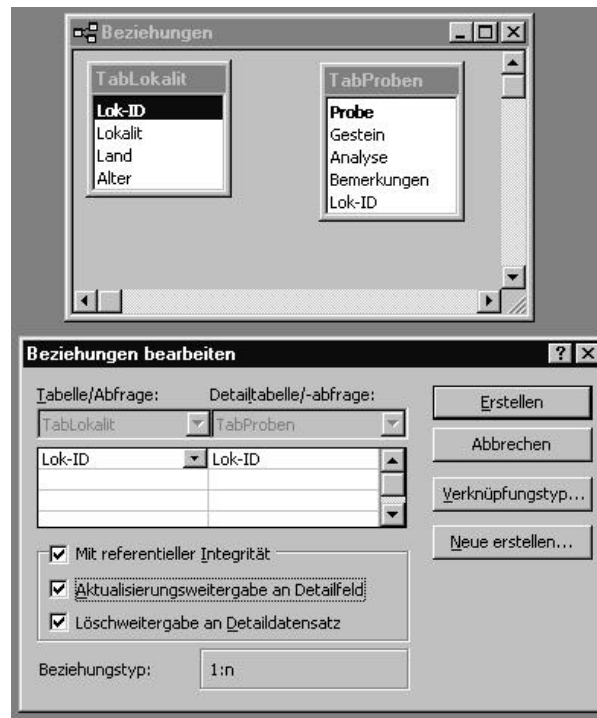 Beziehungen
TabLokalit
Lok-ID
Lokalit
Land
Alter
TabProben
Probe
Gestein
Analyse
Bemerkungen
Lok-ID
Beziehungen bearbeiten
Tabelle/Abfrage: Detailtabelle/-abfrage:
TabLokalit TabProben
Lok-ID Lok-ID
Mit referentieller Integrität
Aktualisierungsweitergabe an Detailfeld
Löschweitergabe an Detaildatensatz
Beziehungstyp: 1:n
Erstellen
Abbrechen
Verknüpfungstyp...
Neue erstellen...